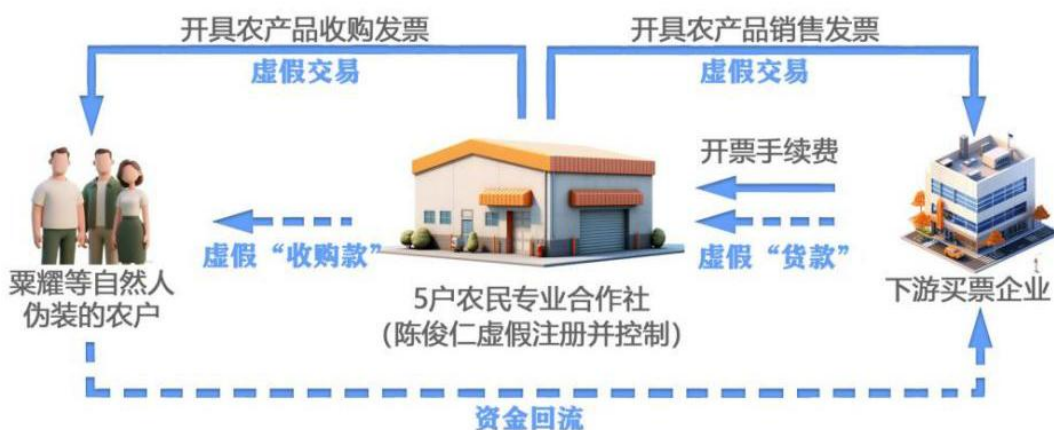 开具农产品收购发票
开具农产品销售发票
虚假交易
虚假交易
开票手续费
虚假“收购款”
虚假“货款”
粟耀等自然人
伪装的农户
5户农民专业合作社
(陈俊仁虚假注册并控制)
下游买票企业
资金回流